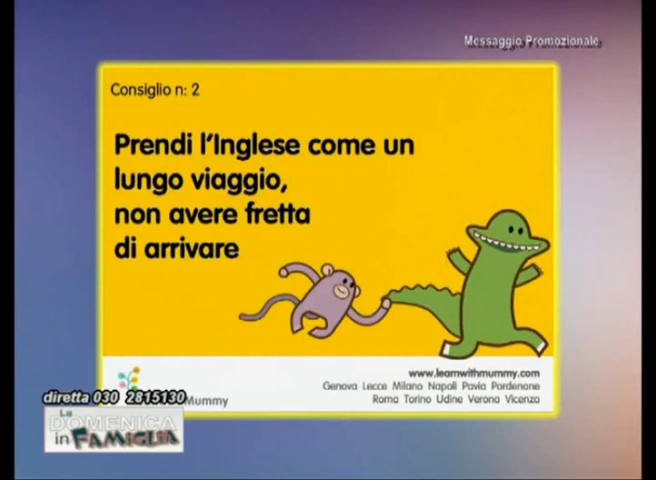 Messaggio Promozionale
Consiglio n: 2
Prendi l'Inglese come un
lungo viaggio,
non avere fretta
di arrivare
www.learnwithmummy.com
Genova Lecce Milano Napoli Pavia Pordenone
Roma Torino Udine Verona Vicenza
diretta 030 2815130
Mummy
La
DOMENICA
in FAMIGLIA